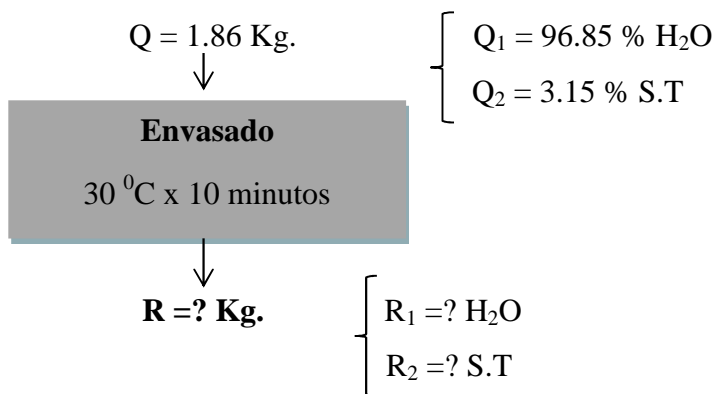 Q = 1.86 Kg.
Q₁ = 96.85 % H₂O
Q₂ = 3.15 % S.T
Envasado
30 ⁰C x 10 minutos
R =? Kg.
R₁ =? H₂O
R₂ =? S.T